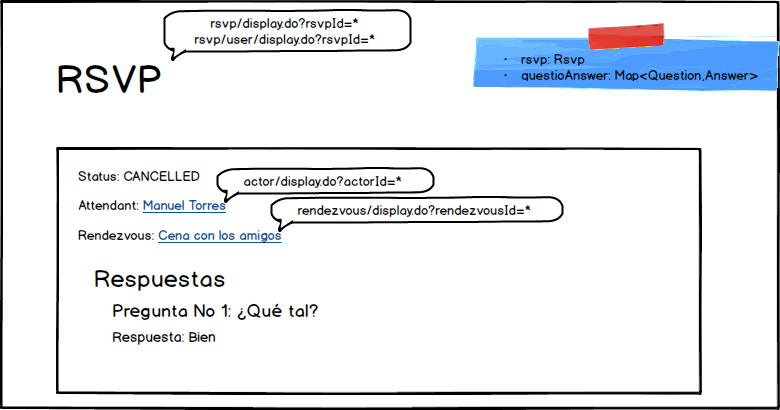 rsvp/display.do?rsvpId=*
rsvp/user/display.do?rsvpId=*
RSVP
• rsvp: Rsvp
• questioAnswer: Map<Question,Answer>
Status: CANCELLED
actor/display.do?actorId=*
Attendant: Manuel Torres
rendezvous/display.do?rendezvousId=*
Rendezvous: Cena con los amigos
Respuestas
Pregunta No 1: ¿Qué tal?
Respuesta: Bien